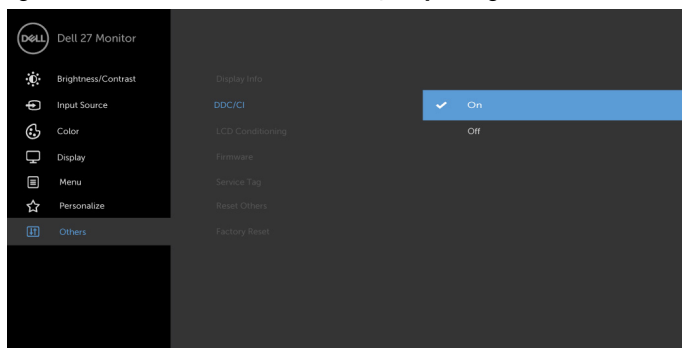 DELL
Dell 27 Monitor
Brightness/Contrast
Input Source
Color
Display
Menu
Personalize
Others
Display Info
DDC/CI
LCD Conditioning
Firmware
Service Tag
Reset Others
Factory Reset
On
Off